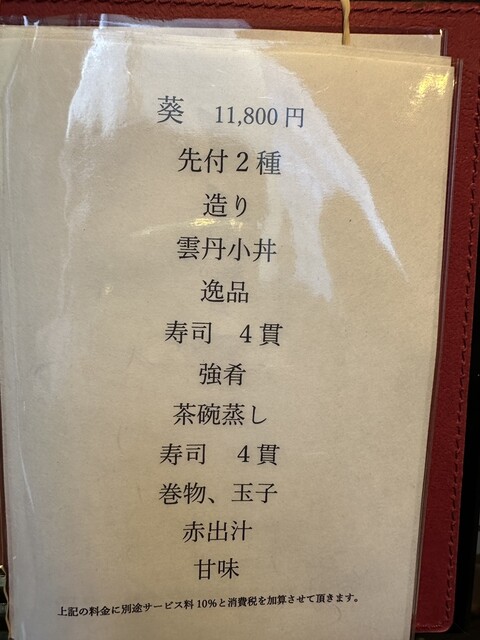 葵 11,800円
先付2種
造り
雲丹小丼
逸品
寿司 4貫
強肴
茶碗蒸し
寿司 4貫
巻物、玉子
赤出汁
甘味
上記の料金に別途サービス料10%と消費税を加算させて頂きます。